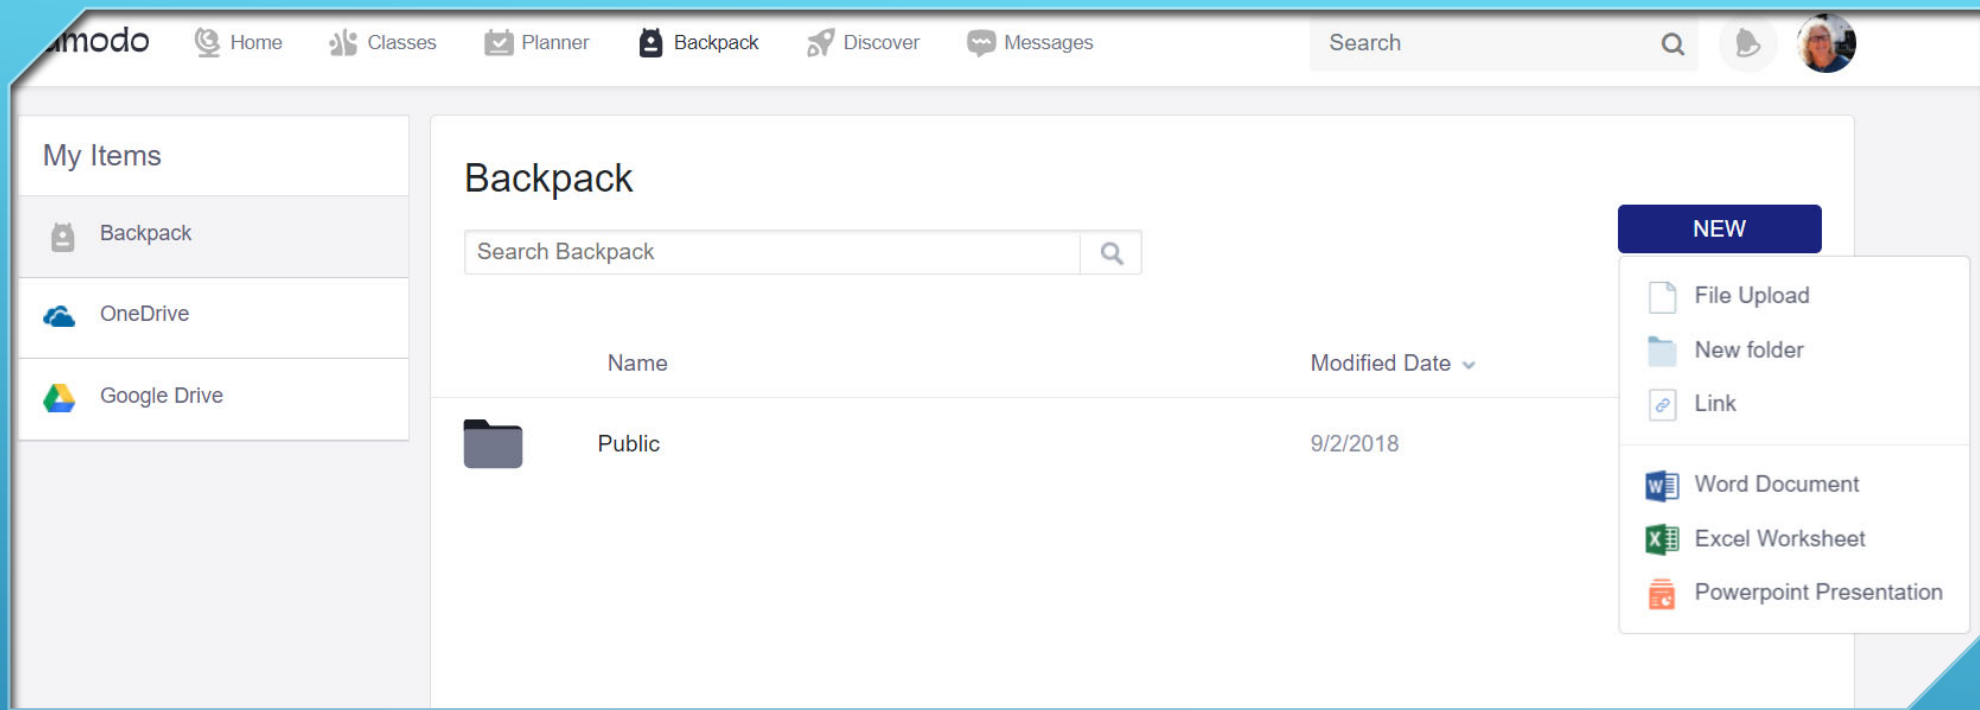 Home Classes Planner Backpack Discover Messages Search
My Items
Backpack
OneDrive
Google Drive
Backpack
Search Backpack
NEW
Name Modified Date
Public 9/2/2018
File Upload
New folder
Link
Word Document
Excel Worksheet
Powerpoint Presentation